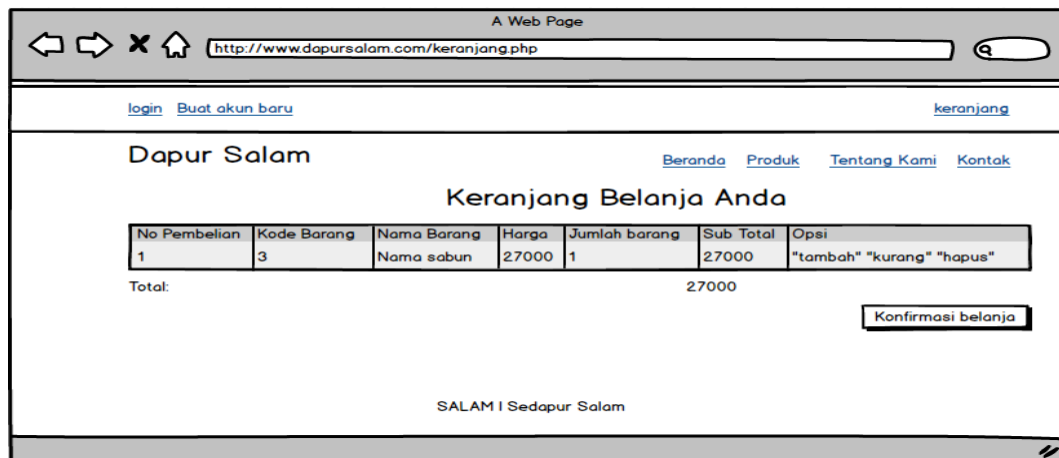 A Web Page
http://www.dapursalam.com/keranjang.php
login Buat akun baru keranjang
Dapur Salam
Beranda Produk Tentang Kami Kontak
Keranjang Belanja Anda
No Pembelian Kode Barang Nama Barang Harga Jumlah barang Sub Total Opsi
1 3 Nama sabun 27000 1 27000 "tambah" "kurang" "hapus"
Total: 27000
Konfirmasi belanja
SALAM | Sedapur Salam